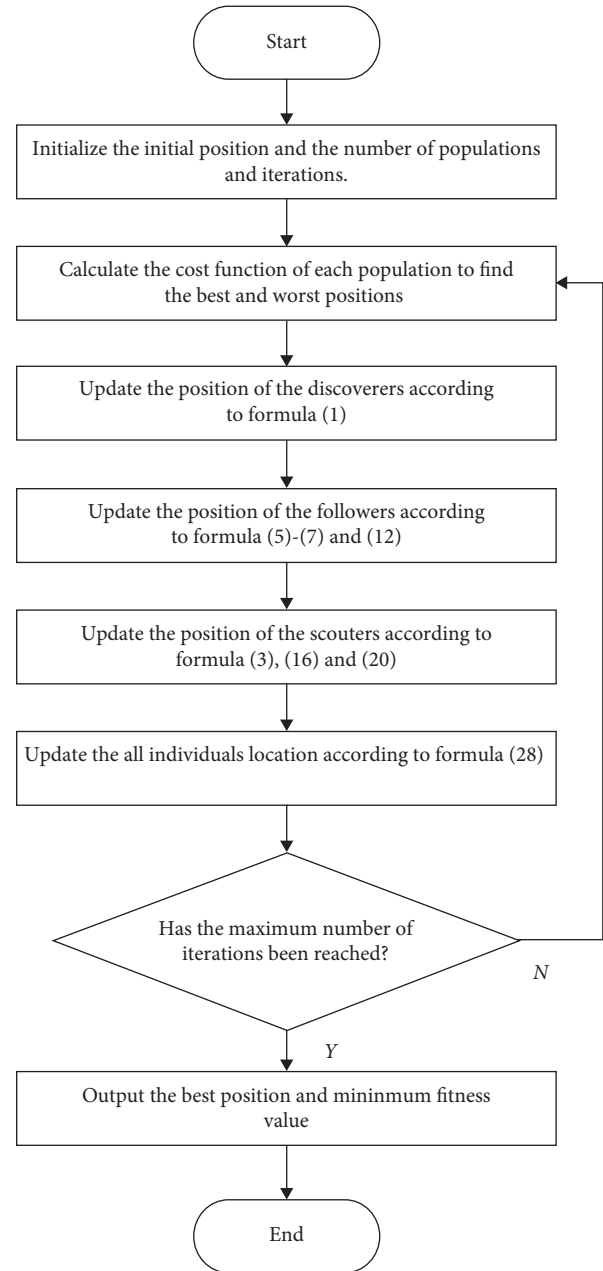 Start
Initialize the initial position and the number of populations
and iterations.
Calculate the cost function of each population to find
the best and worst positions
Update the position of the discoverers according
to formula (1)
Update the position of the followers according
to formula (5)-(7) and (12)
Update the position of the scouters according to
formula (3), (16) and (20)
Update the all individuals location according to formula (28)
Has the maximum number of
iterations been reached?
N
Y
Output the best position and mininmum fitness
value
End